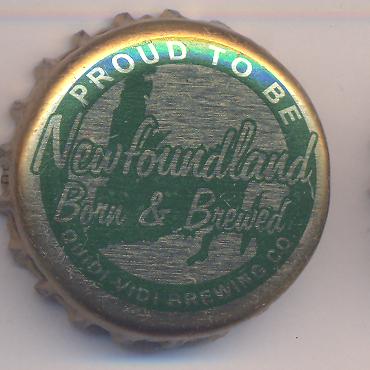 PROUD TO BE
Newfoundland
Born & Brewed
QUIDI VIDI BREWING CO